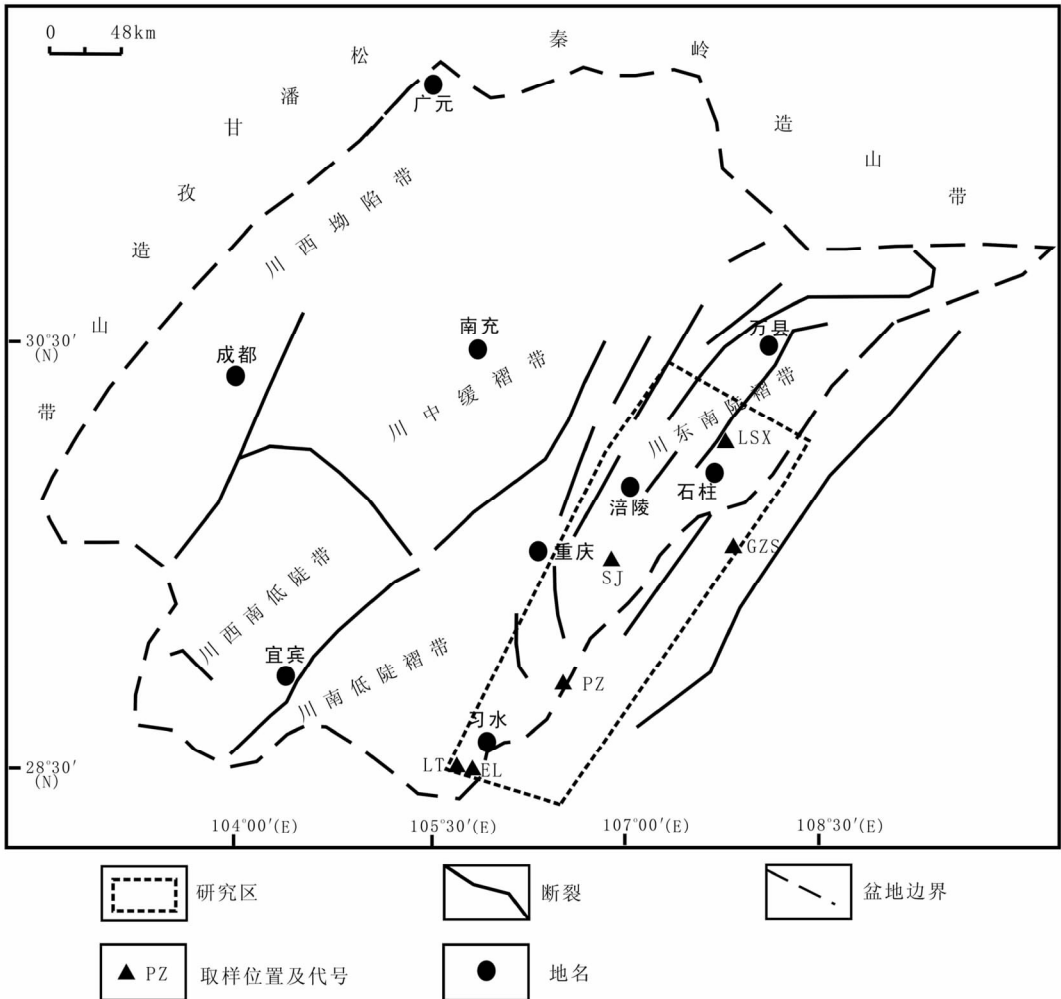 0 48km
松潘甘孜造山带
秦岭造山带
广元
川西坳陷带
30°30′
(N)
成都
南充
万县
川中缓褶带
川东南陡褶带
LSX
石柱
涪陵
重庆
SJ
GZS
川西南低陡带
宜宾
川南低陡褶带
PZ
习水
28°30′
(N)
LT
EL
104°00′(E) 105°30′(E) 107°00′(E) 108°30′(E)
研究区 断裂 盆地边界
PZ 取样位置及代号 地名